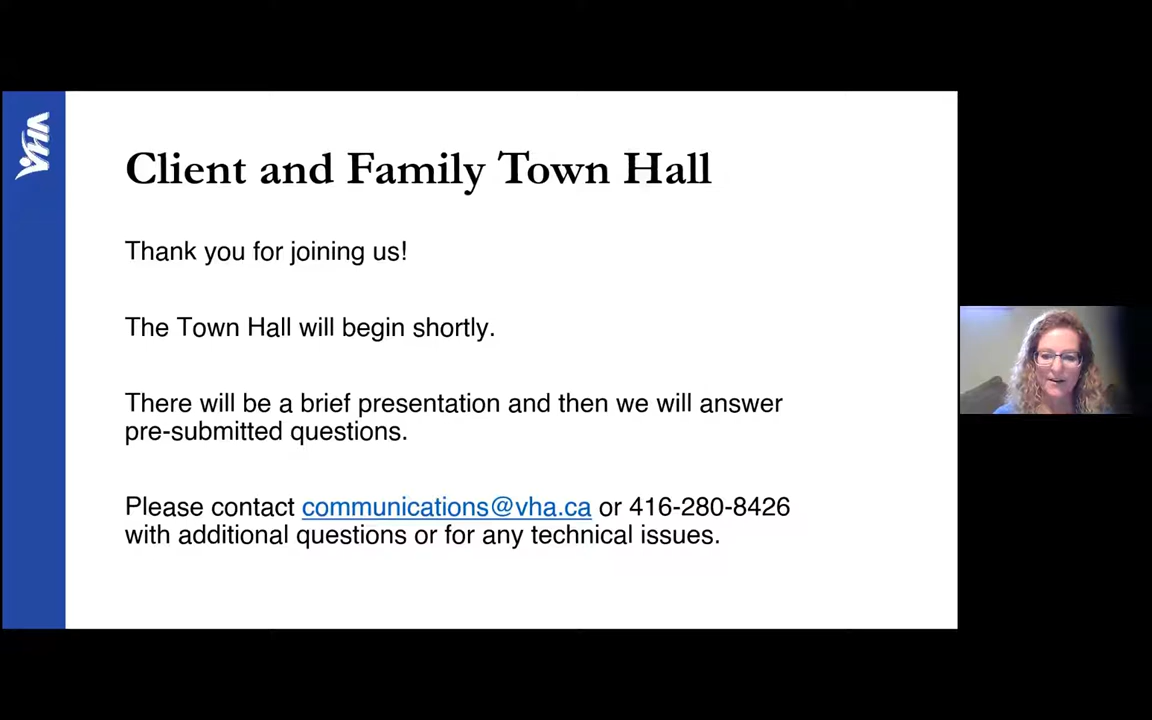 VHA
Client and Family Town Hall
Thank you for joining us!
The Town Hall will begin shortly.
There will be a brief presentation and then we will answer
pre-submitted questions.
Please contact communications@vha.ca or 416-280-8426
with additional questions or for any technical issues.